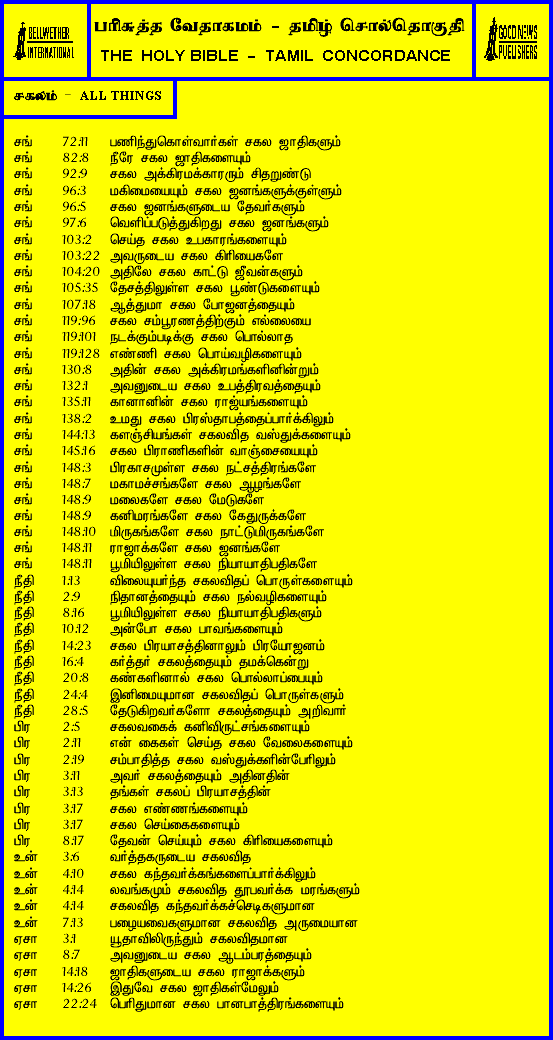 BELLWETHER
INTERNATIONAL
பரிசுத்த வேதாகமம் - தமிழ் சொல்தொகுதி
THE HOLY BIBLE - TAMIL CONCORDANCE
GOOD NEWS
PUBLISHERS
சகலம் - ALL THINGS
சங் 72:11 பணிந்துகொள்வார்கள் சகல ஜாதிகளும்
சங் 82:8 நீரே சகல ஜாதிகளையும்
சங் 92:9 சகல அக்கிரமக்காரரும் சிதறுண்டு
சங் 96:3 மகிமையையும் சகல ஜனங்களுக்குள்ளும்
சங் 96:5 சகல ஜனங்களுடைய தேவர்களும்
சங் 97:6 வெளிப்படுத்துகிறது சகல ஜனங்களும்
சங் 103:2 செய்த சகல உபகாரங்களையும்
சங் 103:22 அவருடைய சகல கிரியைகளே
சங் 104:20 அதிலே சகல காட்டு ஜீவன்களும்
சங் 105:35 தேசத்திலுள்ள சகல பூண்டுகளையும்
சங் 107:18 ஆத்துமா சகல போஜனத்தையும்
சங் 119:96 சகல சம்பூரணத்திற்கும் எல்லையை
சங் 119:101 நடக்கும்படிக்கு சகல பொல்லாத
சங் 119:128 எண்ணி சகல பொய்வழிகளையும்
சங் 130:8 அதின் சகல அக்கிரமங்களினின்றும்
சங் 132:1 அவனுடைய சகல உபத்திரவத்தையும்
சங் 135:11 கானானின் சகல ராஜ்யங்களையும்
சங் 138:2 உமது சகல பிரஸ்தாபத்தைப்பார்க்கிலும்
சங் 144:13 களஞ்சியங்கள் சகலவித வஸ்துக்களையும்
சங் 145:16 சகல பிராணிகளின் வாஞ்சையையும்
சங் 148:3 பிரகாசமுள்ள சகல நட்சத்திரங்களே
சங் 148:7 மகாமச்சங்களே சகல ஆழங்களே
சங் 148:9 மலைகளே சகல மேடுகளே
சங் 148:9 கனிமரங்களே சகல கேதுருக்களே
சங் 148:10 மிருகங்களே சகல நாட்டுமிருகங்களே
சங் 148:11 ராஜாக்களே சகல ஜனங்களே
சங் 148:11 பூமியிலுள்ள சகல நியாயாதிபதிகளே
நீதி 1:13 விலையுயர்ந்த சகலவிதப் பொருள்களையும்
நீதி 2:9 நிதானத்தையும் சகல நல்வழிகளையும்
நீதி 8:16 பூமியிலுள்ள சகல நியாயாதிபதிகளும்
நீதி 10:12 அன்போ சகல பாவங்களையும்
நீதி 14:23 சகல பிரயாசத்தினாலும் பிரயோஜனம்
நீதி 16:4 கர்த்தர் சகலத்தையும் தமக்கென்று
நீதி 20:8 கண்களினால் சகல பொல்லாப்பையும்
நீதி 24:4 இனிமையுமான சகலவிதப் பொருள்களும்
நீதி 28:5 தேடுகிறவர்களோ சகலத்தையும் அறிவார்
பிர 2:5 சகலவகைக் கனிவிருட்சங்களையும்
பிர 2:11 என் கைகள் செய்த சகல வேலைகளையும்
பிர 2:19 சம்பாதித்த சகல வஸ்துக்களின்பேரிலும்
பிர 3:11 அவர் சகலத்தையும் அதினதின்
பிர 3:13 தங்கள் சகலப் பிரயாசத்தின்
பிர 3:17 சகல எண்ணங்களையும்
பிர 3:17 சகல செய்கைகளையும்
பிர 8:17 தேவன் செய்யும் சகல கிரியைகளையும்
உன் 3:6 வர்த்தகருடைய சகலவித
உன் 4:10 சகல கந்தவர்க்கங்களைப்பார்க்கிலும்
உன் 4:14 லவங்கமும் சகலவித தூபவர்க்க மரங்களும்
உன் 4:14 சகலவித கந்தவர்க்கச்செடிகளுமான
உன் 7:13 பழையவைகளுமான சகலவித அருமையான
ஏசா 3:1 யூதாவிலிருந்தும் சகலவிதமான
ஏசா 8:7 அவனுடைய சகல ஆடம்பரத்தையும்
ஏசா 14:18 ஜாதிகளுடைய சகல ராஜாக்களும்
ஏசா 14:26 இதுவே சகல ஜாதிகள்மேலும்
ஏசா 22:24 பெரிதுமான சகல பானபாத்திரங்களையும்